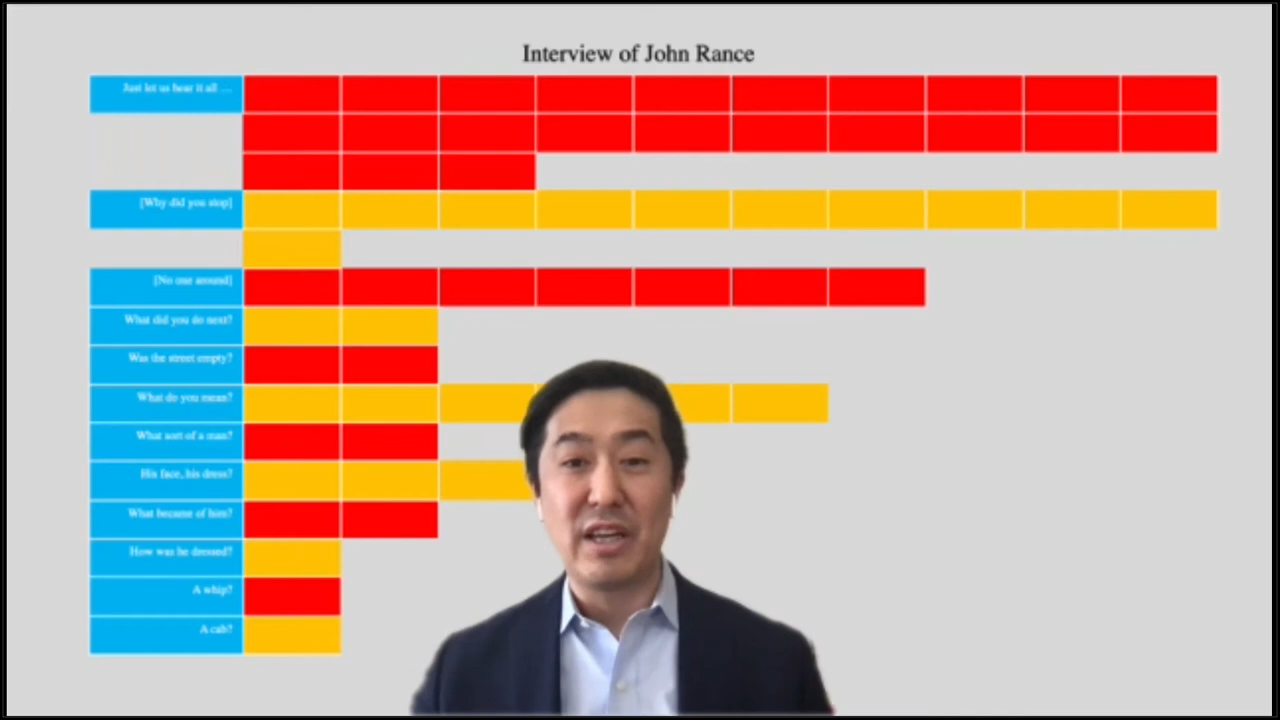 Interview of John Rance
Just let us hear it all ....
[Why did you stop]
[No one around]
What did you do next?
Was the street empty?
What do you mean?
What sort of a man?
His face, his dress?
What became of him?
How was he dressed?
A whip?
A cab?